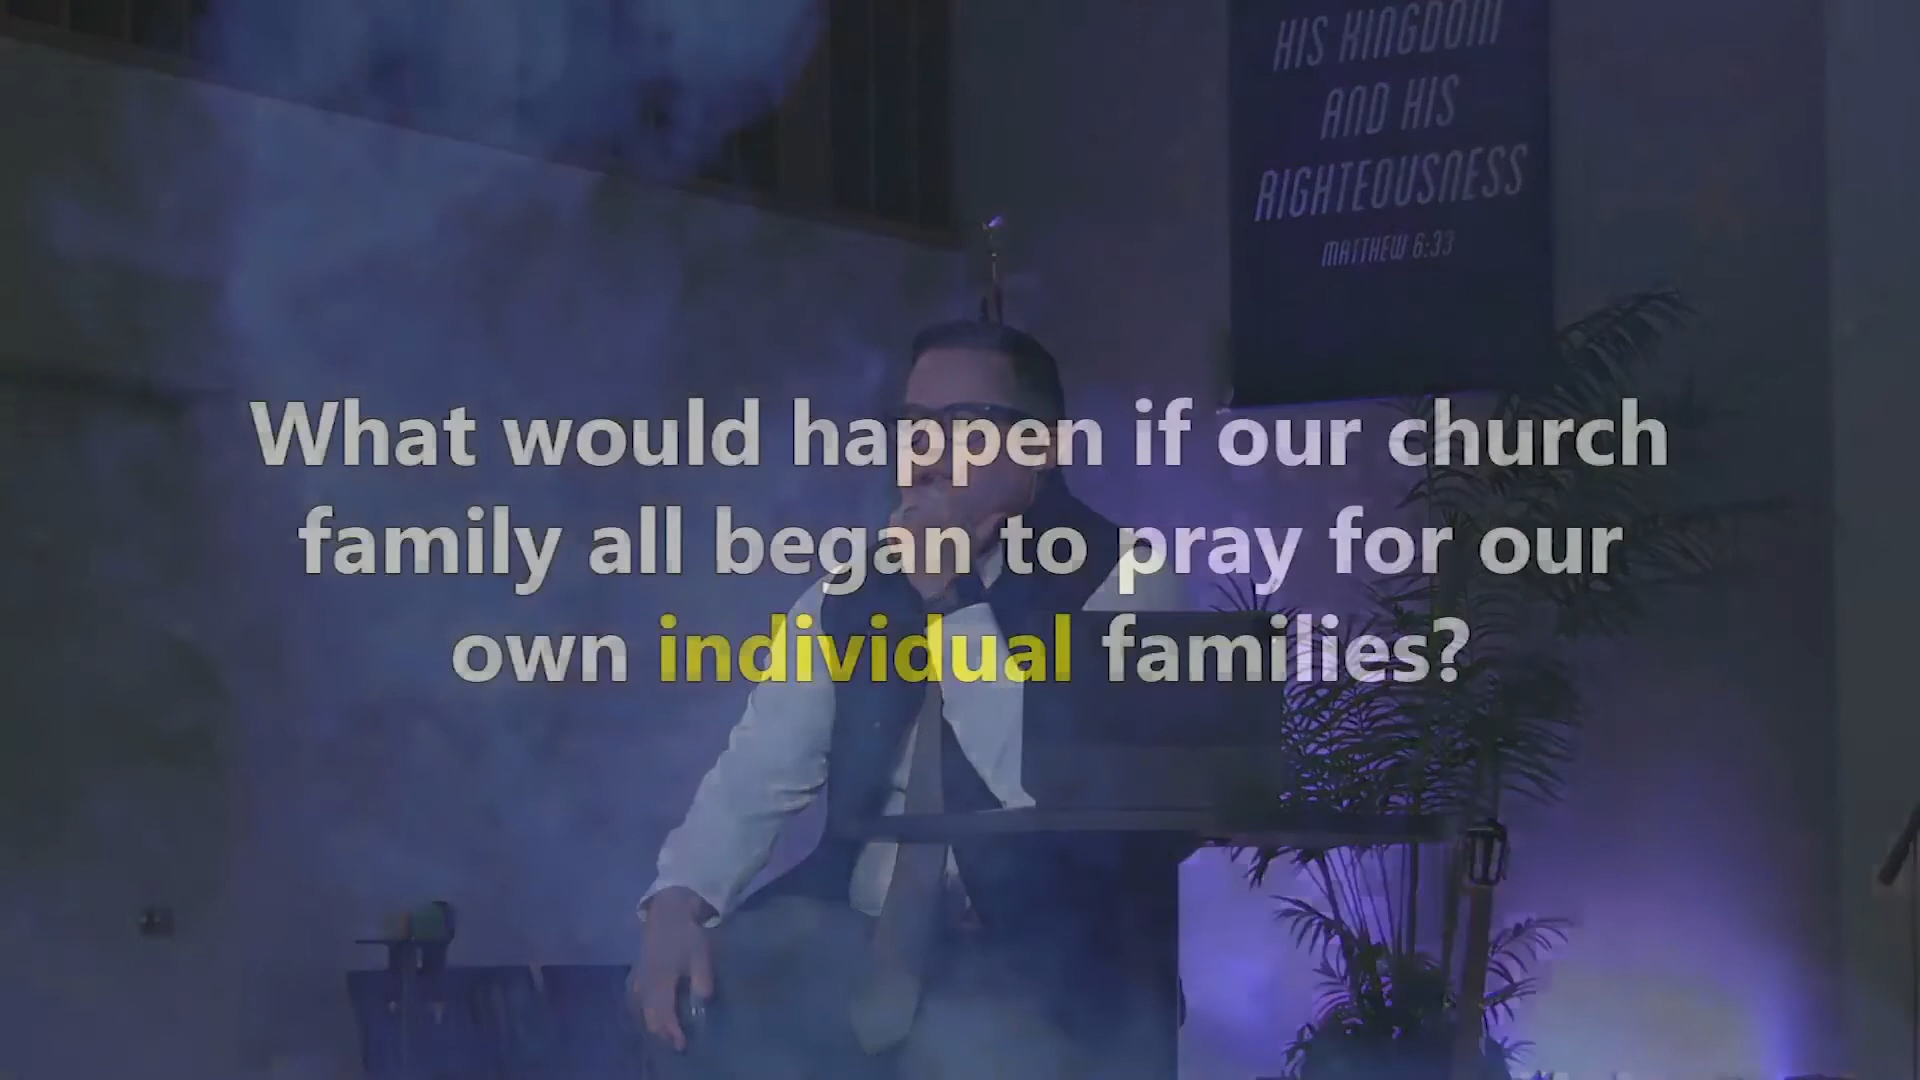 HIS KINGDOM
AND HIS
RIGHTEOUSNESS
MATTHEW 6:33
What would happen if our church
family all began to pray for our
own individual families?